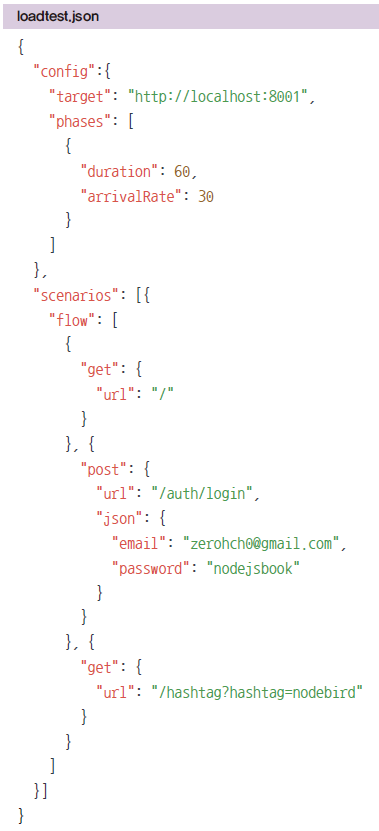 loadtest.json
{
  "config":{
    "target": "http://localhost:8001",
    "phases": [
      {
        "duration": 60,
        "arrivalRate": 30
      }
    ]
  },
  "scenarios": [{
    "flow": [
      {
        "get": {
          "url": "/"
        }
      }, {
        "post": {
          "url": "/auth/login",
          "json": {
            "email": "zerohch0@gmail.com",
            "password": "nodejsbook"
          }
        }
      }, {
        "get": {
          "url": "/hashtag?hashtag=nodebird"
        }
      }
    ]
  }]
}